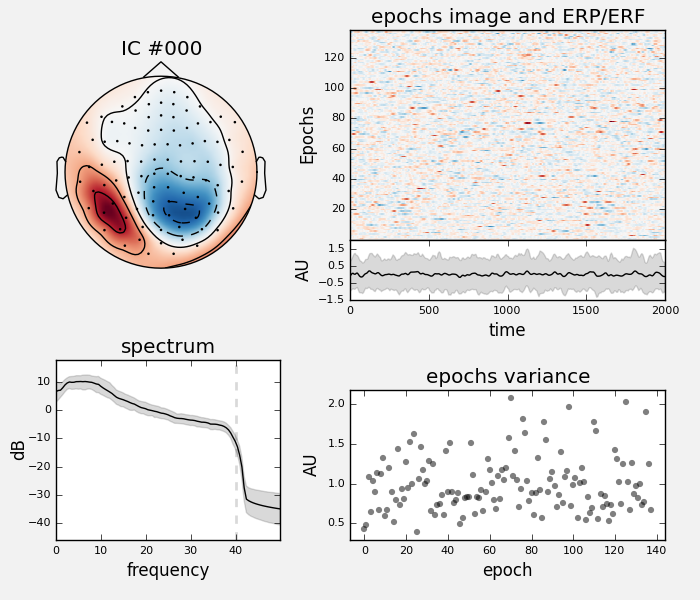 epochs image and ERP/ERF
IC #000
Epochs
120
100
80
60
40
20
AU
1.5
0.5
−0.5
−1.5
0 500 1000 1500 2000
time
spectrum
dB
10
0
−10
−20
−30
−40
0 10 20 30 40
frequency
epochs variance
AU
2.0
1.5
1.0
0.5
0 20 40 60 80 100 120 140
epoch